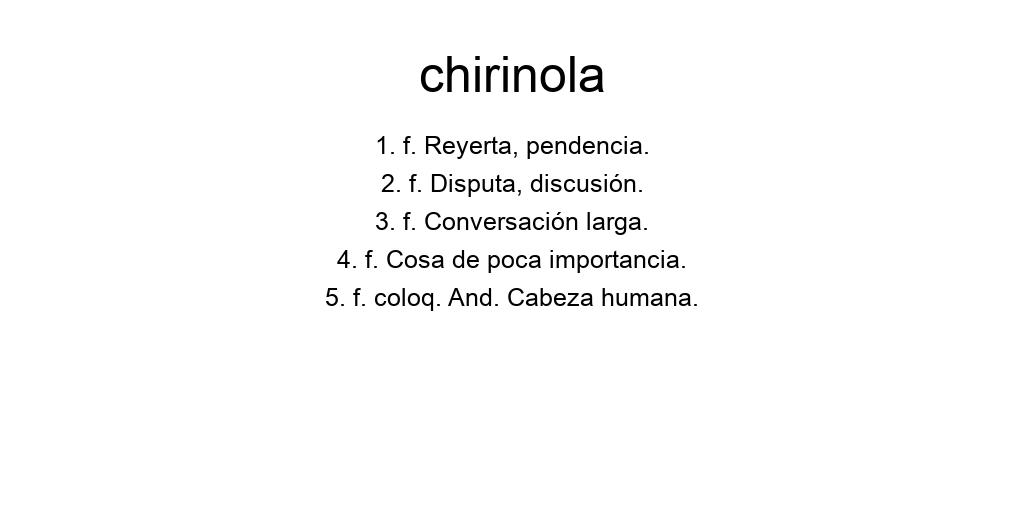 chirinola
1. f. Reyerta, pendencia.
2. f. Disputa, discusión.
3. f. Conversación larga.
4. f. Cosa de poca importancia.
5. f. coloq. And. Cabeza humana.